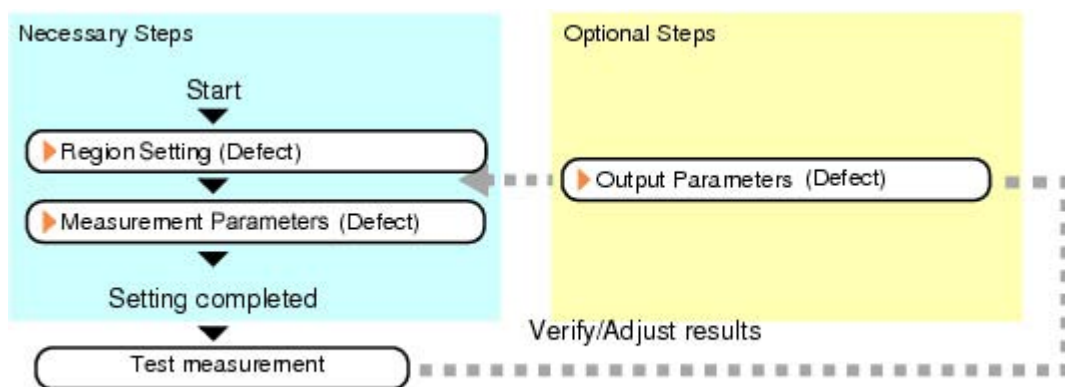 Necessary Steps
Start
Region Setting (Defect)
Measurement Parameters (Defect)
Setting completed
Test measurement
Optional Steps
Output Parameters (Defect)
Verify/Adjust results